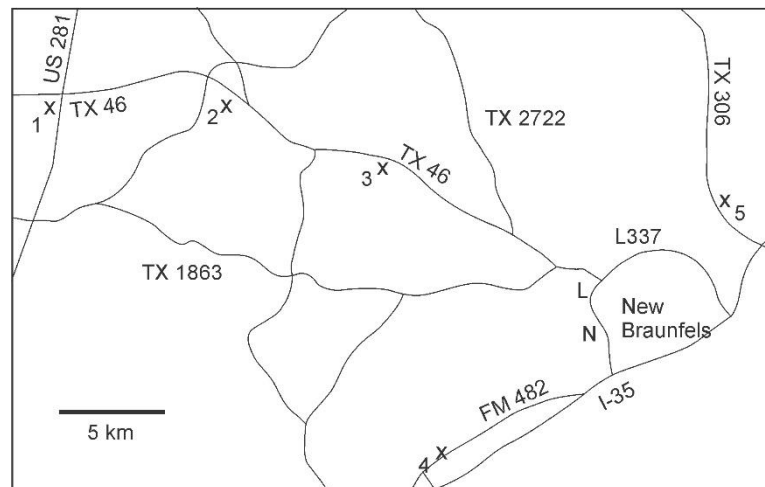 US 281
TX 46
1 x
2 x
TX 2722
TX 306
3 x
TX 46
x 5
L337
TX 1863
L
N
New
Braunfels
FM 482
I-35
4 x
5 km